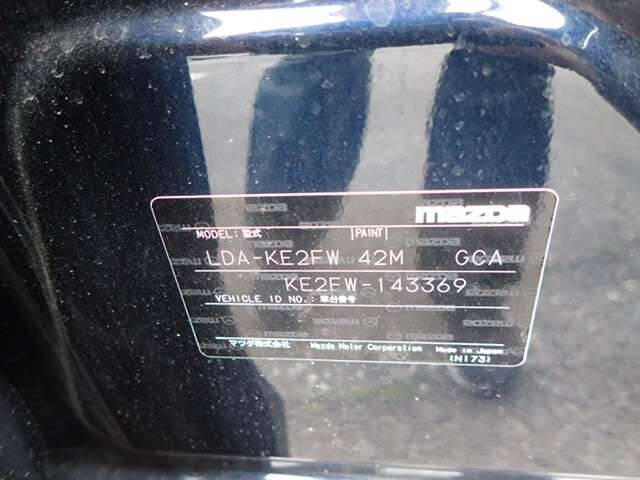 mazda
MODEL:型式 PAINT
LDA-KE2FW 42M GCA
KE2FW-143369
VEHICLE ID NO.:車台番号
マツダ株式会社 Mazda Motor Corporation Made in Japan
(N173)